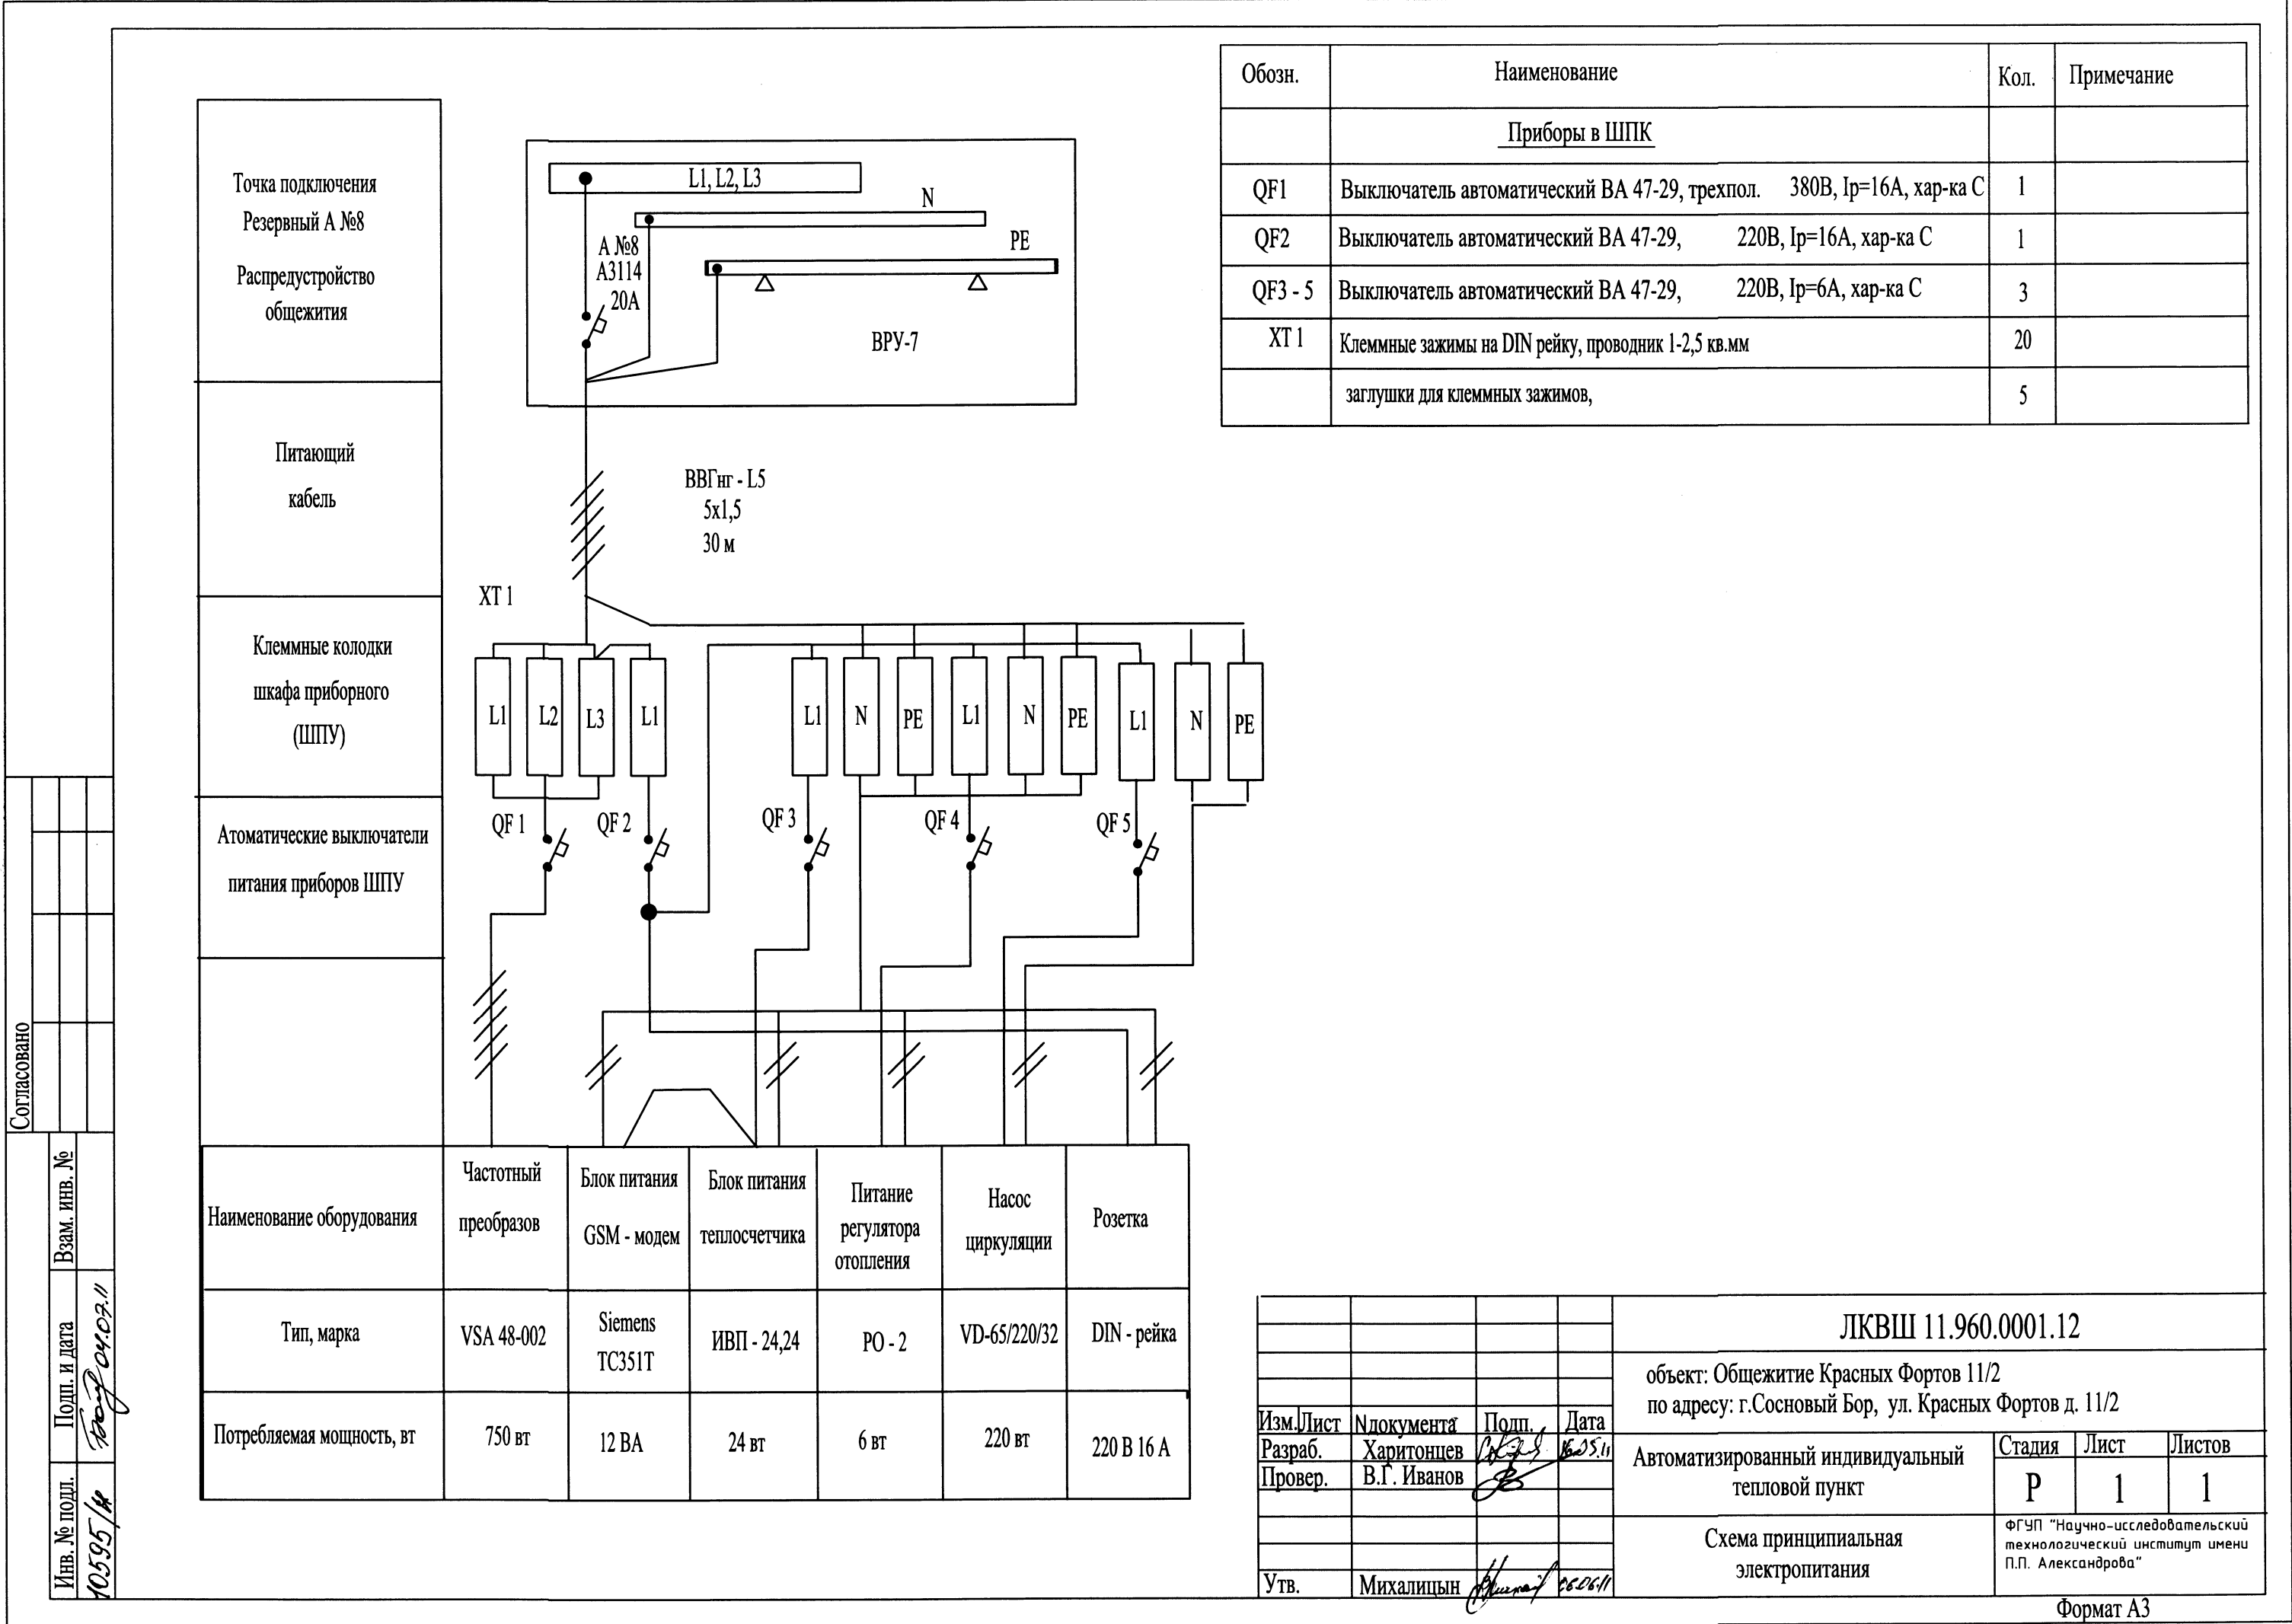 Точка подключения
Резервный А №8
Распредустройство
общежития
Питающий
кабель
Клеммные колодки
шкафа приборного
(ШПУ)
Атоматические выключатели
питания приборов ШПУ
L1, L2, L3
N
PE
А №8
А3114
20А
ВРУ-7
ВВГнг - L5
5х1,5
30 м
ХТ 1
L1
L2
L3
L1
L1
N
PE
L1
N
PE
L1
N
PE
QF 1
QF 2
QF 3
QF 4
QF 5
Обозн. Наименование Кол. Примечание
Приборы в ШПК
QF1 Выключатель автоматический ВА 47-29, трехпол. 380В, Iр=16А, хар-ка С 1
QF2 Выключатель автоматический ВА 47-29, 220В, Iр=16А, хар-ка С 1
QF3 - 5 Выключатель автоматический ВА 47-29, 220В, Iр=6А, хар-ка С 3
ХТ 1 Клеммные зажимы на DIN рейку, проводник 1-2,5 кв.мм 20
заглушки для клеммных зажимов, 5
Наименование оборудования
Частотный
преобразов
Блок питания
GSM - модем
Блок питания
теплосчетчика
Питание
регулятора
отопления
Насос
циркуляции
Розетка
Тип, марка
VSA 48-002
Siemens
TC351T
ИВП - 24,24
РО - 2
VD-65/220/32
DIN - рейка
Потребляемая мощность, вт
750 вт
12 ВА
24 вт
6 вт
220 вт
220 В 16 А
Согласовано
Взам. инв. №
Подп. и дата
04.07.11
Инв. № подл.
10595/
ЛКВШ 11.960.0001.12
объект: Общежитие Красных Фортов 11/2
по адресу: г.Сосновый Бор, ул. Красных Фортов д. 11/2
Изм. Лист Nдокумента Подп. Дата
Разраб. Харитонцев
Провер. В.Г. Иванов
Утв. Михалицын 06.06.11
Автоматизированный индивидуальный
тепловой пункт
Стадия Лист Листов
Р 1 1
Схема принципиальная
электропитания
ФГУП "Научно-исследовательский
технологический институт имени
П.П. Александрова"
Формат А3